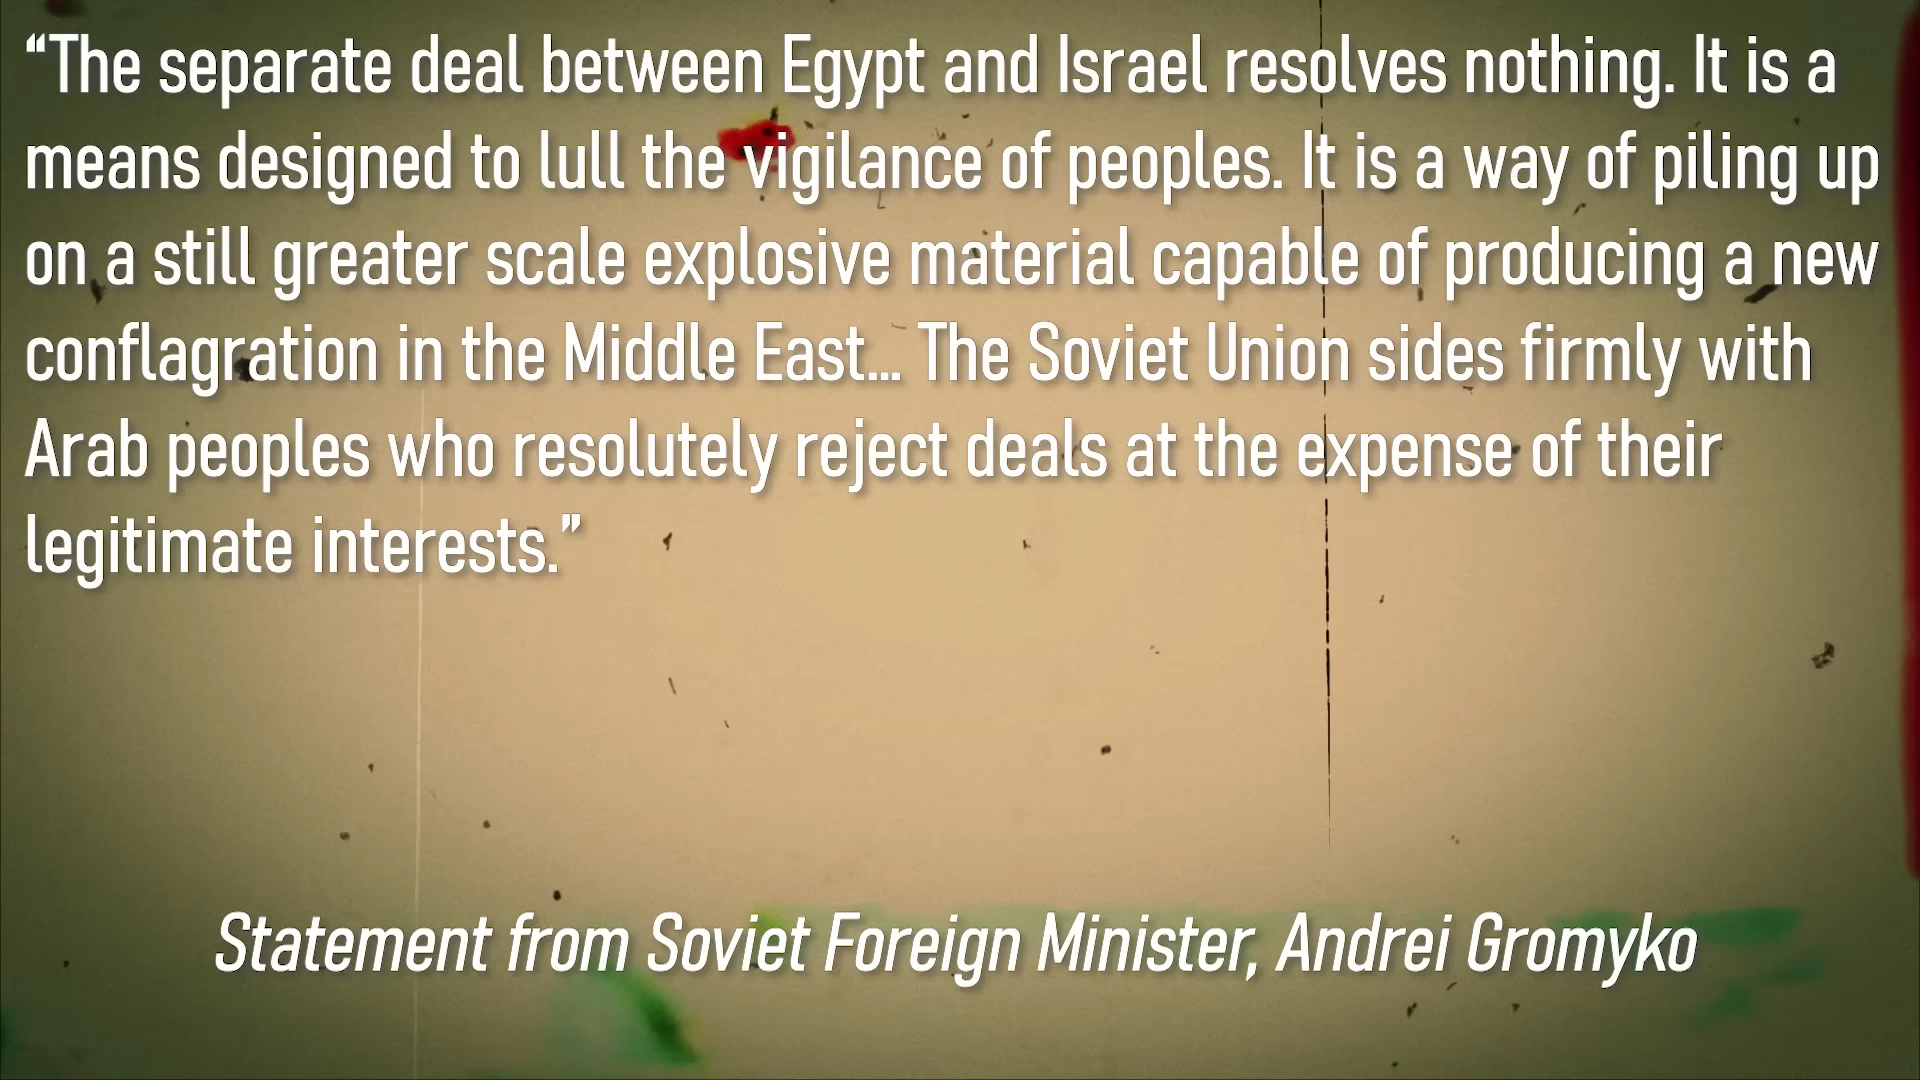 “The separate deal between Egypt and Israel resolves nothing. It is a
means designed to lull the vigilance of peoples. It is a way of piling up
on a still greater scale explosive material capable of producing a new
conflagration in the Middle East... The Soviet Union sides firmly with
Arab peoples who resolutely reject deals at the expense of their
legitimate interests.”
Statement from Soviet Foreign Minister, Andrei Gromyko